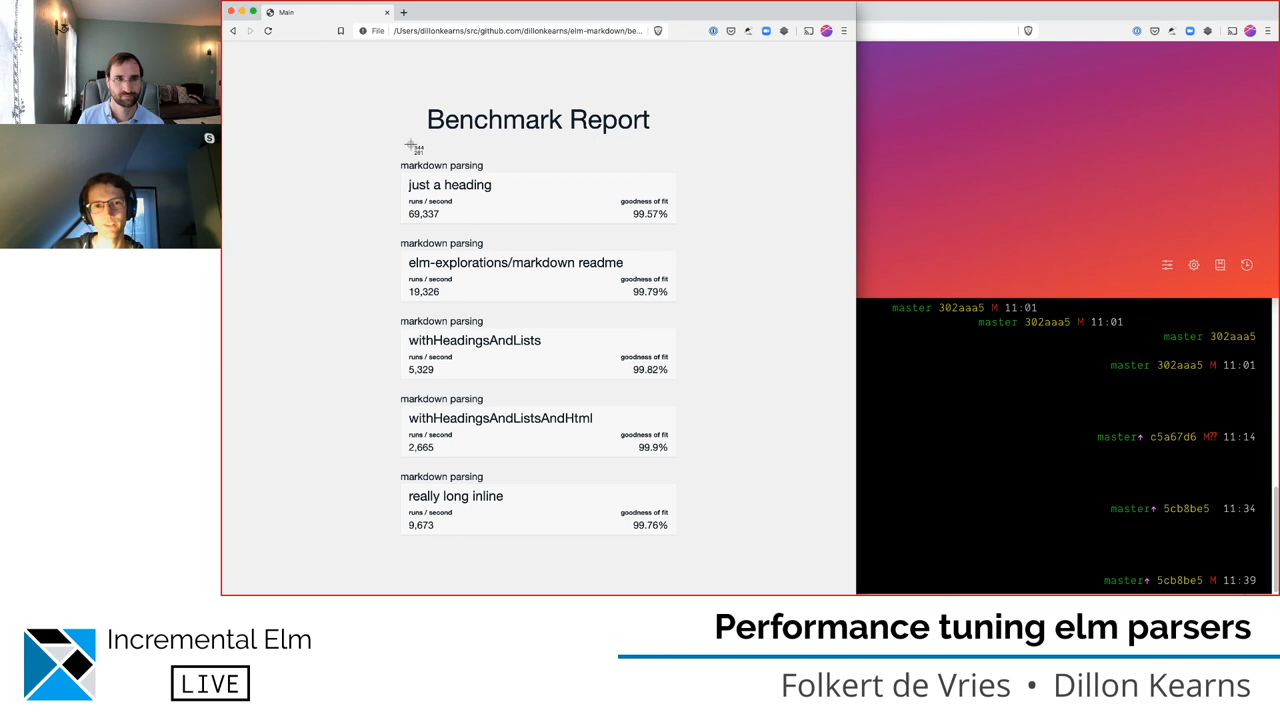 Main
File /Users/dillonkearns/src/github.com/dillonkearns/elm-markdown/be...
Benchmark Report
344
281
markdown parsing
just a heading
runs / second goodness of fit
69,337 99.57%
markdown parsing
elm-explorations/markdown readme
runs / second goodness of fit
19,326 99.79%
markdown parsing
withHeadingsAndLists
runs / second goodness of fit
5,329 99.82%
markdown parsing
withHeadingsAndListsAndHtml
runs / second goodness of fit
2,665 99.9%
markdown parsing
really long inline
runs / second goodness of fit
9,673 99.76%
master 302aaa5 M 11:01
master 302aaa5 M 11:01
master 302aaa5
master 302aaa5 M 11:01
master↑ c5a67d6 M?? 11:14
master↑ 5cb8be5 11:34
master↑ 5cb8be5 M 11:39
Incremental Elm
LIVE
Performance tuning elm parsers
Folkert de Vries • Dillon Kearns